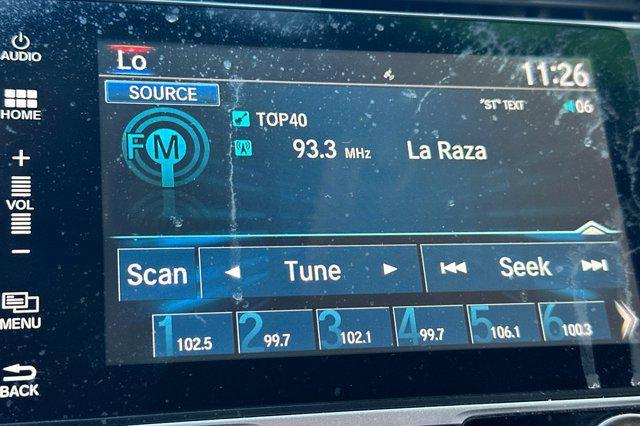 AUDIO
HOME
+
VOL
−
MENU
BACK
Lo
11:26
SOURCE
"ST" TEXT
06
FM
TOP40
93.3 MHz La Raza
Scan Tune Seek
1 102.5 2 99.7 3 102.1 4 99.7 5 106.1 6 100.3